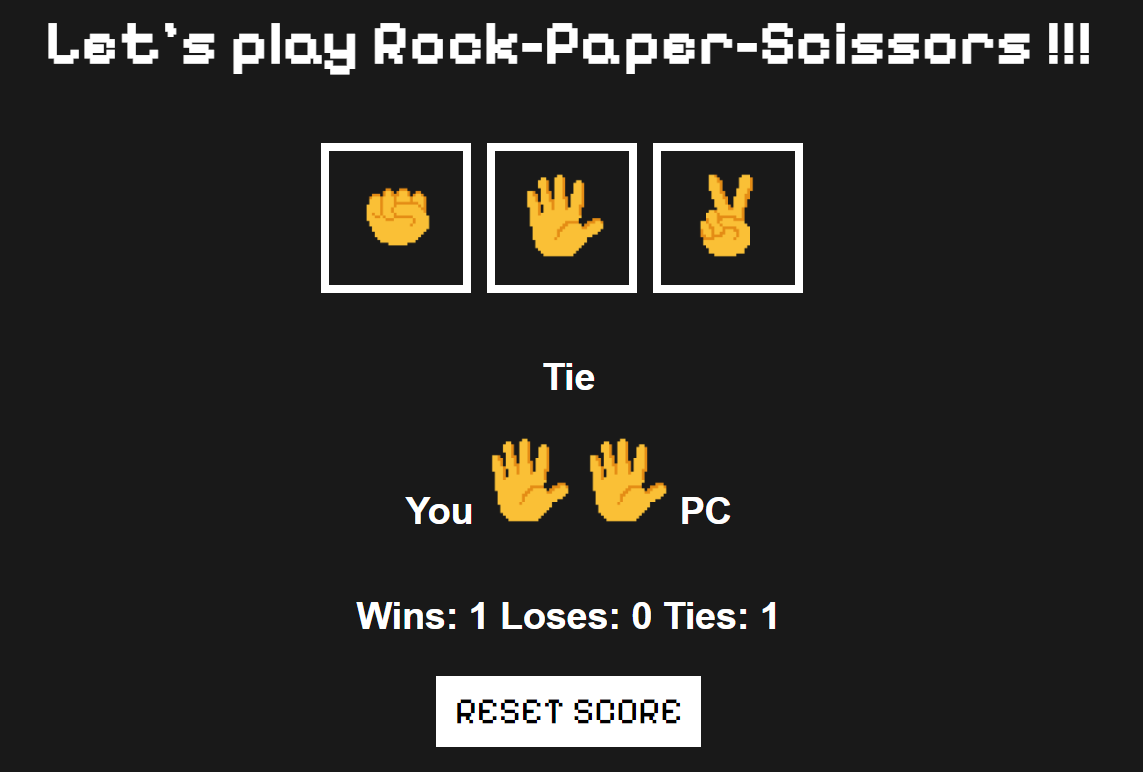 Let's play Rock-Paper-Scissors !!!
Tie
You PC
Wins: 1 Loses: 0 Ties: 1
RESET SCORE